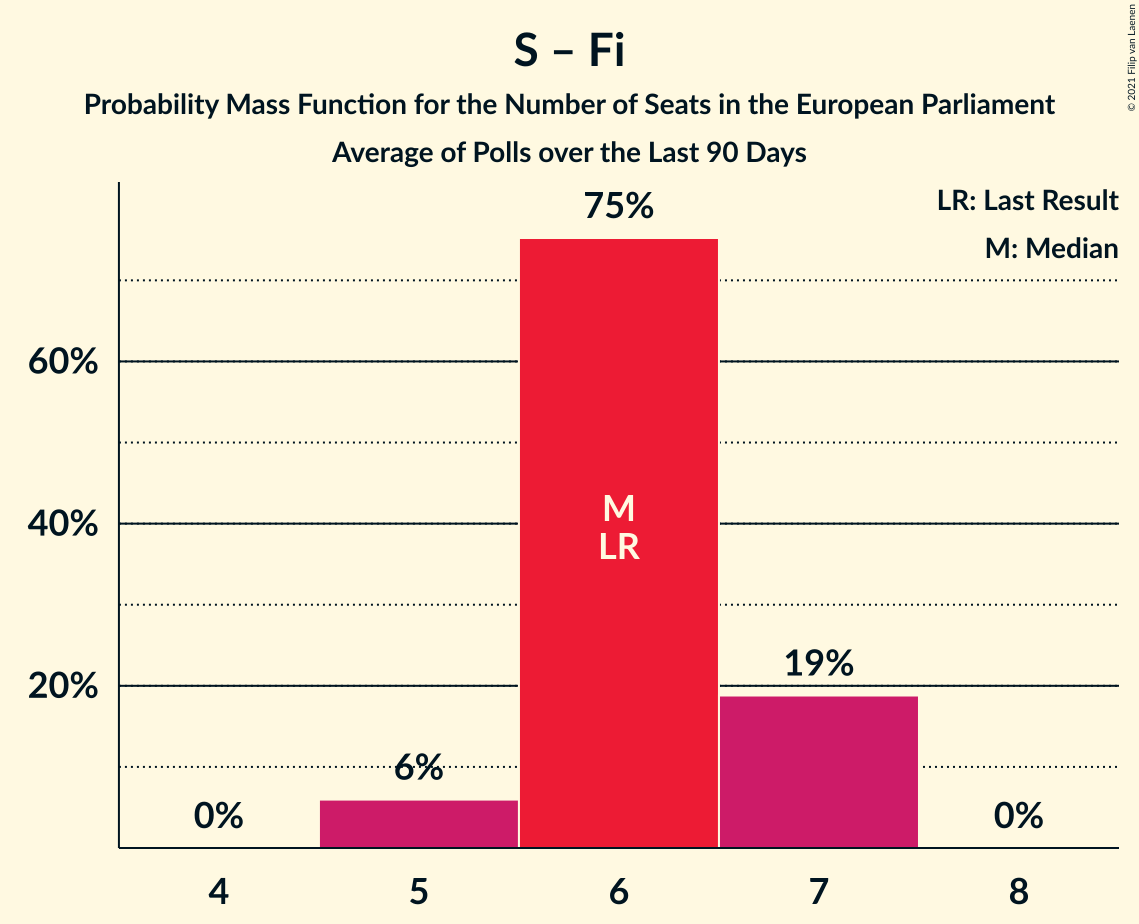 S – Fi
Probability Mass Function for the Number of Seats in the European Parliament
Average of Polls over the Last 90 Days
© 2021 Filip van Laenen
LR: Last Result
M: Median
75%
60%
M
40%
LR
19%
20%
6%
0%
0%
4
5
6
7
8